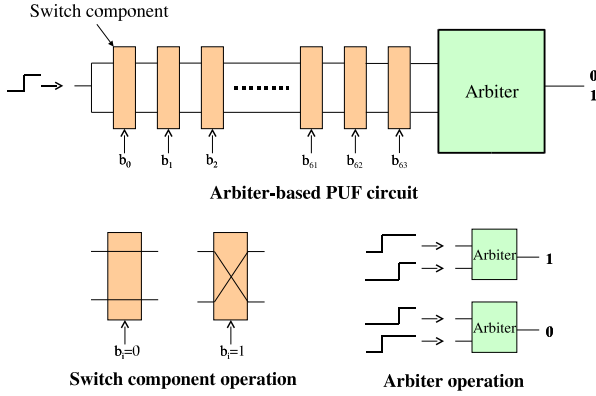 Switch component
Arbiter
0
1
b0 b1 b2 b61 b62 b63
Arbiter-based PUF circuit
Arbiter
1
Arbiter
0
bi=0 bi=1
Switch component operation
Arbiter operation